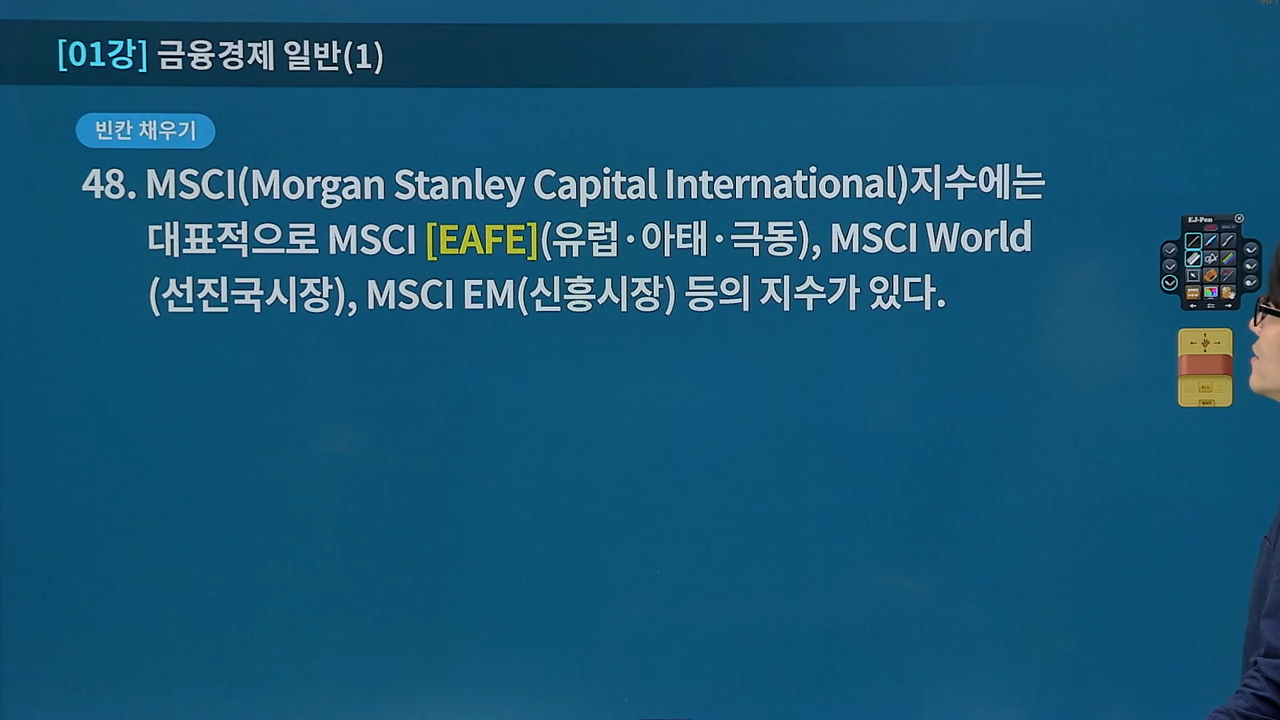 [01강] 금융경제 일반(1)
빈칸 채우기
48. MSCI(Morgan Stanley Capital International)지수에는
대표적으로 MSCI [EAFE](유럽·아태·극동), MSCI World
(선진국시장), MSCI EM(신흥시장) 등의 지수가 있다.
EJ-Pen
ALL